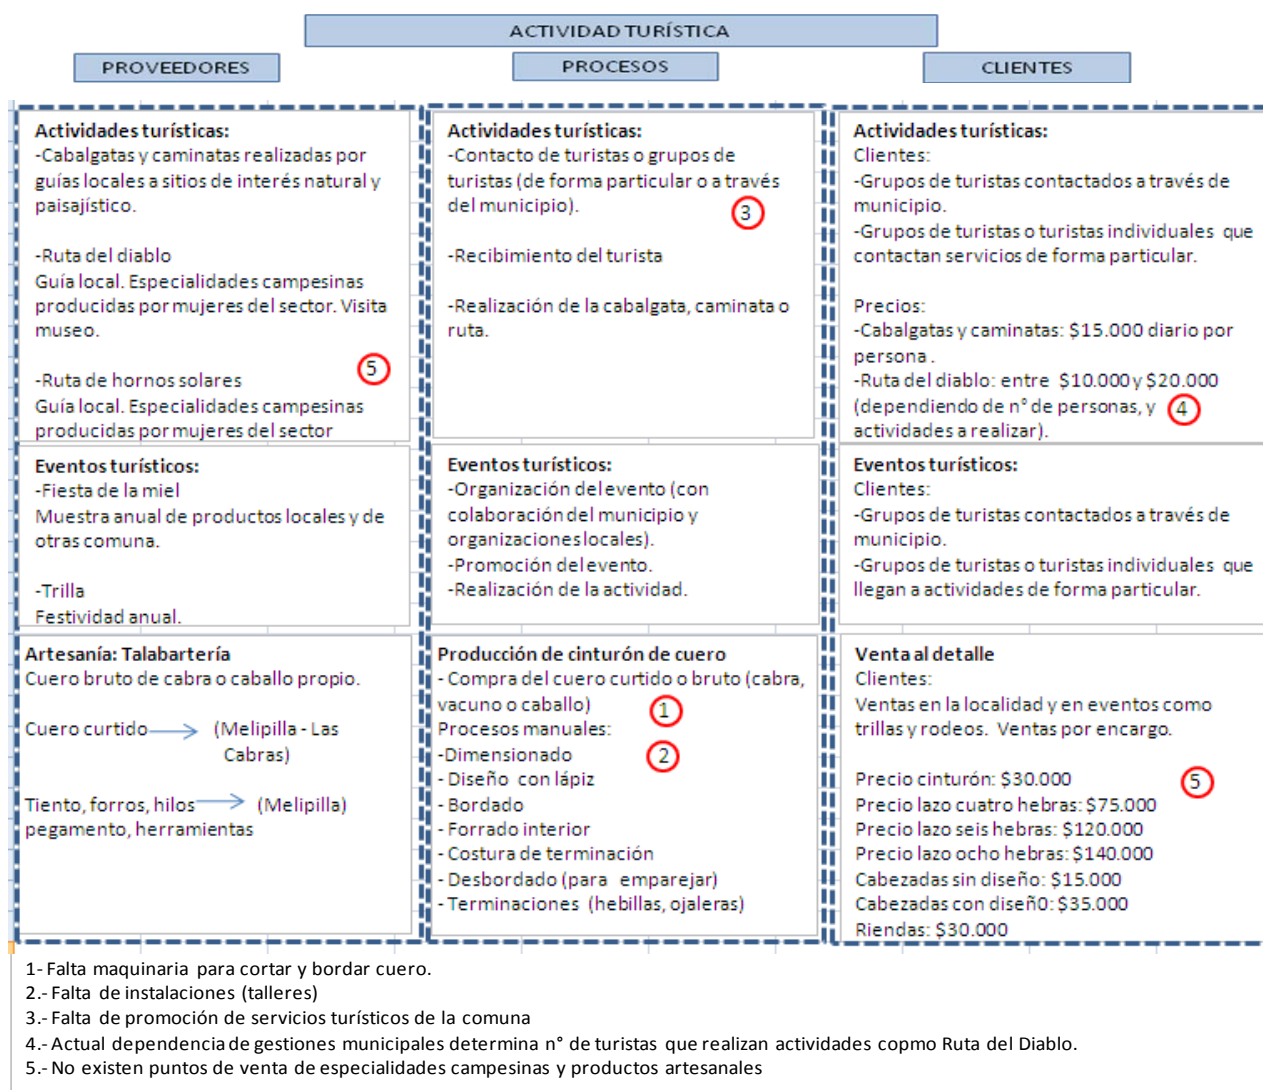 ACTIVIDAD TURÍSTICA
PROVEEDORES
PROCESOS
CLIENTES
Actividades turísticas:
-Cabalgatas y caminatas realizadas por
guías locales a sitios de interés natural y
paisajístico.
-Ruta del diablo
Guía local. Especialidades campesinas
producidas por mujeres del sector. Visita
museo.
5
-Ruta de hornos solares
Guía local. Especialidades campesinas
producidas por mujeres del sector
Actividades turísticas:
-Contacto de turistas o grupos de
turistas (de forma particular o a través
del municipio).
3
-Recibimiento del turista
-Realización de la cabalgata, caminata o
ruta.
Actividades turísticas:
Clientes:
-Grupos de turistas contactados a través de
municipio.
-Grupos de turistas o turistas individuales que
contactan servicios de forma particular.
Precios:
-Cabalgatas y caminatas: $15.000 diario por
persona .
-Ruta del diablo: entre $10.000 y $20.000
(dependiendo de n° de personas, y
4
actividades a realizar).
Eventos turísticos:
-Fiesta de la miel
Muestra anual de productos locales y de
otras comuna.
-Trilla
Festividad anual.
Eventos turísticos:
-Organización del evento (con
colaboración del municipio y
organizaciones locales).
-Promoción del evento.
-Realización de la actividad.
Eventos turísticos:
Clientes:
-Grupos de turistas contactados a través de
municipio.
-Grupos de turistas o turistas individuales que
llegan a actividades de forma particular.
Artesanía: Talabartería
Cuero bruto de cabra o caballo propio.
Cuero curtido (Melipilla - Las
Cabras)
Tiento, forros, hilos (Melipilla)
pegamento, herramientas
Producción de cinturón de cuero
- Compra del cuero curtido o bruto (cabra,
vacuno o caballo)
1
Procesos manuales:
-Dimensionado
2
- Diseño con lápiz
- Bordado
- Forrado interior
- Costura de terminación
- Desbordado (para emparejar)
- Terminaciones (hebillas, ojaleras)
Venta al detalle
Clientes:
Ventas en la localidad y en eventos como
trillas y rodeos. Ventas por encargo.
Precio cinturón: $30.000
5
Precio lazo cuatro hebras: $75.000
Precio lazo seis hebras: $120.000
Precio lazo ocho hebras: $140.000
Cabezadas sin diseño: $15.000
Cabezadas con diseñ0: $35.000
Riendas: $30.000
1- Falta maquinaria para cortar y bordar cuero.
2.- Falta de instalaciones (talleres)
3.- Falta de promoción de servicios turísticos de la comuna
4.- Actual dependencia de gestiones municipales determina n° de turistas que realizan actividades copmo Ruta del Diablo.
5.- No existen puntos de venta de especialidades campesinas y productos artesanales